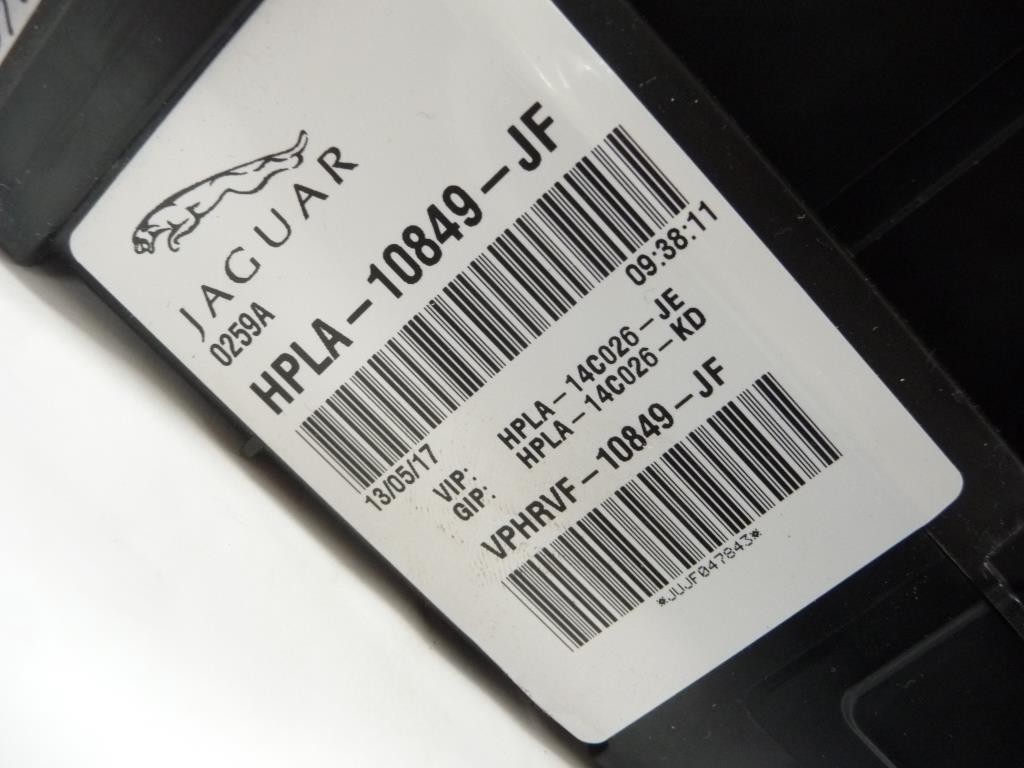 JAGUAR
0259A
HPLA-10849-JF
13/05/17 09:38:11
VIP: HPLA-14C026-JE
GIP: HPLA-14C026-KD
VPHRVF-10849-JF
*JUJF047843*